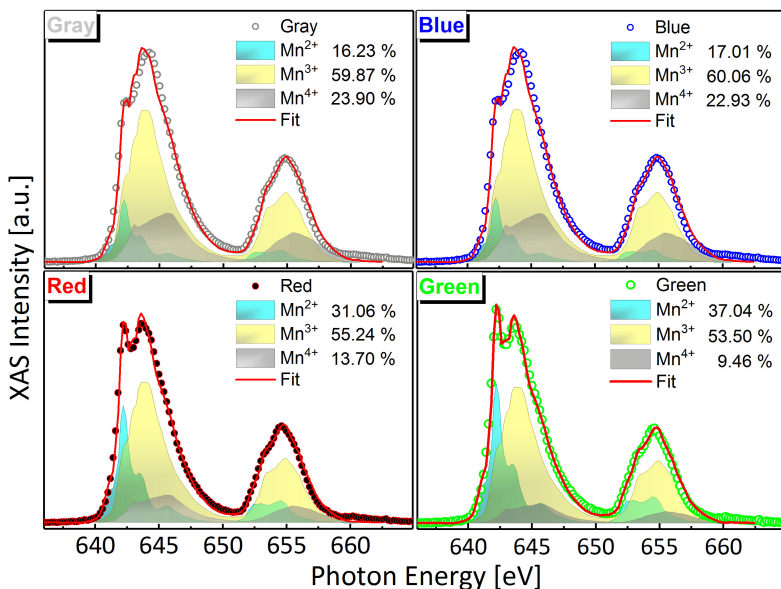 Gray
Gray
Mn2+ 16.23 %
Mn3+ 59.87 %
Mn4+ 23.90 %
Fit
Blue
Blue
Mn2+ 17.01 %
Mn3+ 60.06 %
Mn4+ 22.93 %
Fit
XAS Intensity [a.u.]
Red
Red
Mn2+ 31.06 %
Mn3+ 55.24 %
Mn4+ 13.70 %
Fit
Green
Green
Mn2+ 37.04 %
Mn3+ 53.50 %
Mn4+ 9.46 %
Fit
640 645 650 655 660 640 645 650 655 660
Photon Energy [eV]